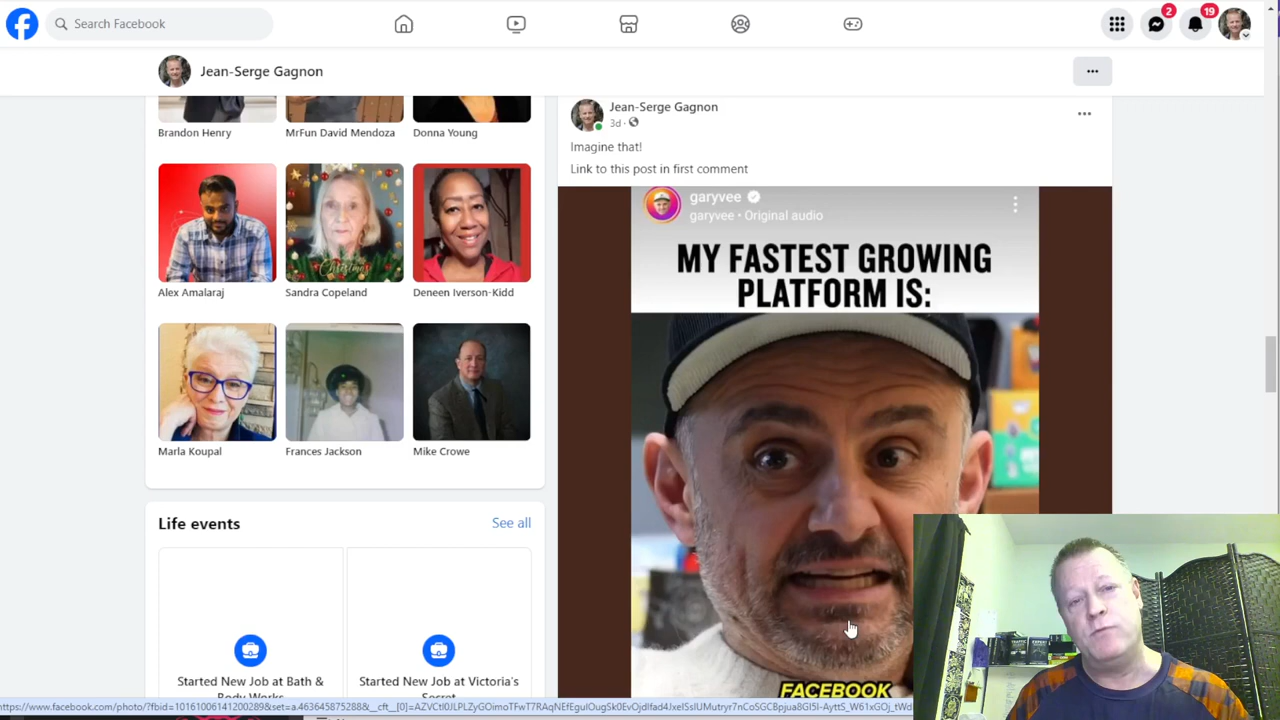 Search Facebook
2
19
Jean-Serge Gagnon
Brandon Henry
MrFun David Mendoza
Donna Young
Alex Amalaraj
Sandra Copeland
Deneen Iverson-Kidd
Marla Koupal
Frances Jackson
Mike Crowe
Life events
See all
Started New Job at Bath &
Body Works
Started New Job at Victoria's
Secret
Jean-Serge Gagnon
3d
Imagine that!
Link to this post in first comment
garyvee
garyvee • Original audio
MY FASTEST GROWING
PLATFORM IS:
FACEBOOK